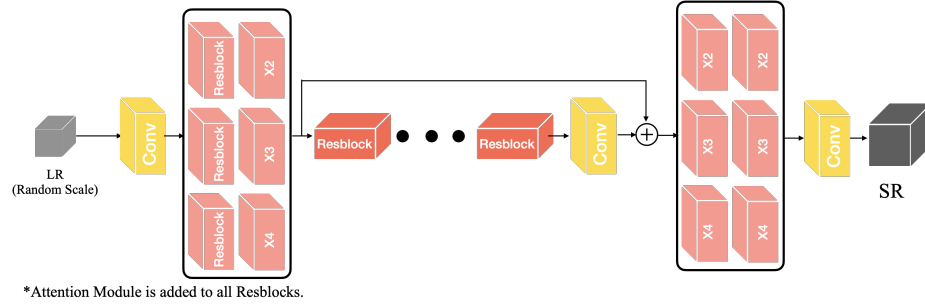 LR
(Random Scale)
Conv
Resblock X2
Resblock X3
Resblock X4
Resblock
Resblock
Conv
X2 X2
X3 X3
X4 X4
Conv
SR
*Attention Module is added to all Resblocks.